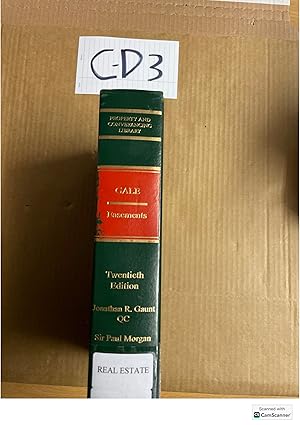 C-D3
PROPERTY AND
CONVEYANCING
LIBRARY
GALE
Easements
Twentieth
Edition
Jonathan R. Gaunt
QC
Sir Paul Morgan
REAL ESTATE
Scanned with
CS CamScanner